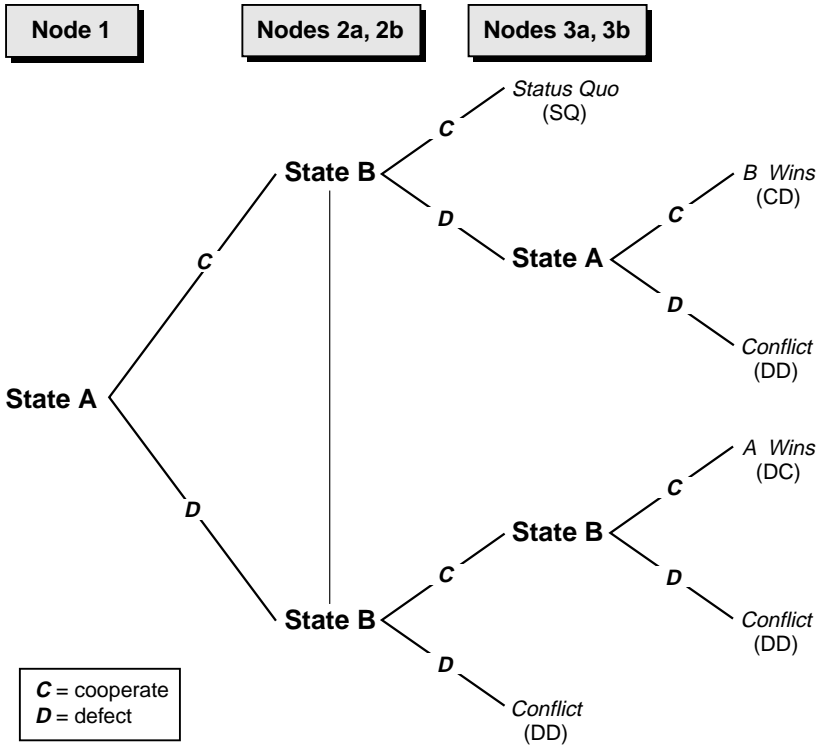 Node 1
Nodes 2a, 2b
Nodes 3a, 3b
Status Quo
(SQ)
C
State B
B Wins
(CD)
D
C
State A
C
D
Conflict
(DD)
State A
A Wins
(DC)
C
D
State B
C
D
Conflict
(DD)
State B
D
Conflict
(DD)
C = cooperate
D = defect